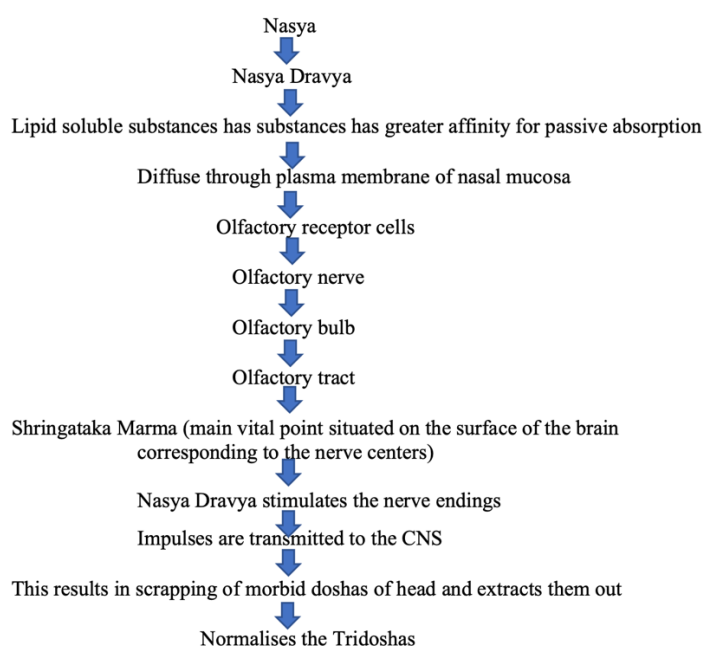 Nasya
Nasya Dravya
Lipid soluble substances has substances has greater affinity for passive absorption
Diffuse through plasma membrane of nasal mucosa
Olfactory receptor cells
Olfactory nerve
Olfactory bulb
Olfactory tract
Shringataka Marma (main vital point situated on the surface of the brain
corresponding to the nerve centers)
Nasya Dravya stimulates the nerve endings
Impulses are transmitted to the CNS
This results in scrapping of morbid doshas of head and extracts them out
Normalises the Tridoshas